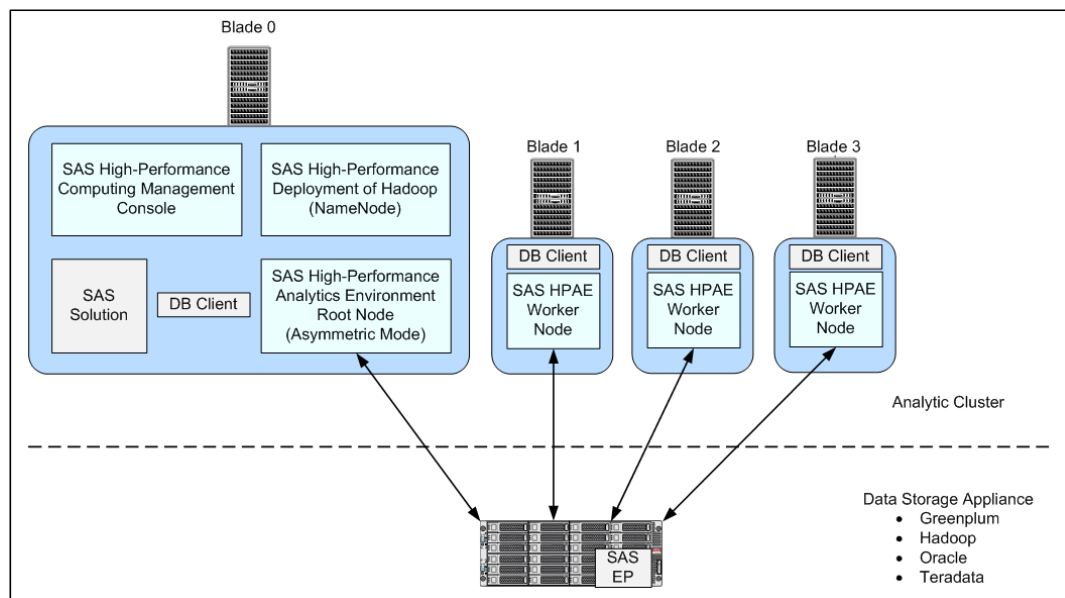 Blade 0
SAS High-Performance
Computing Management
Console
SAS High-Performance
Deployment of Hadoop
(NameNode)
SAS
Solution
DB Client
SAS High-Performance
Analytics Environment
Root Node
(Asymmetric Mode)
Blade 1
DB Client
SAS HPAE
Worker
Node
Blade 2
DB Client
SAS HPAE
Worker
Node
Blade 3
DB Client
SAS HPAE
Worker
Node
Analytic Cluster
SAS
EP
Data Storage Appliance
• Greenplum
• Hadoop
• Oracle
• Teradata